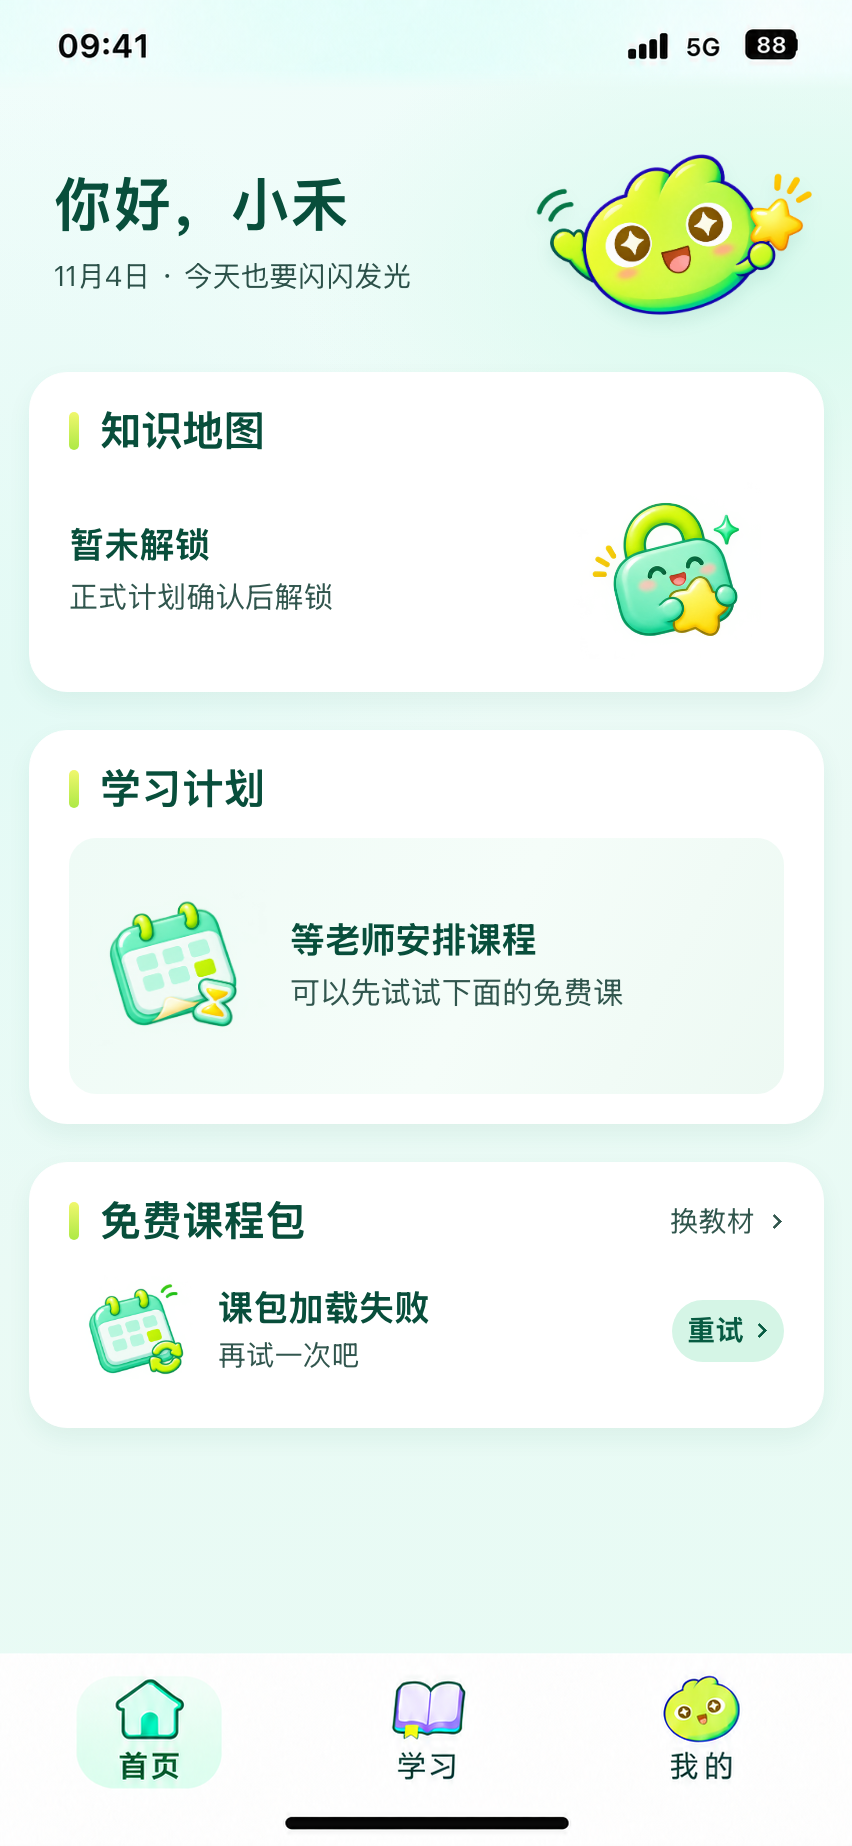 09:41
5G
88
你好，小禾
11月4日 · 今天也要闪闪发光
知识地图
暂未解锁
正式计划确认后解锁
学习计划
等老师安排课程
可以先试试下面的免费课
免费课程包
换教材 >
课包加载失败
再试一次吧
重试 >
首页
学习
我的